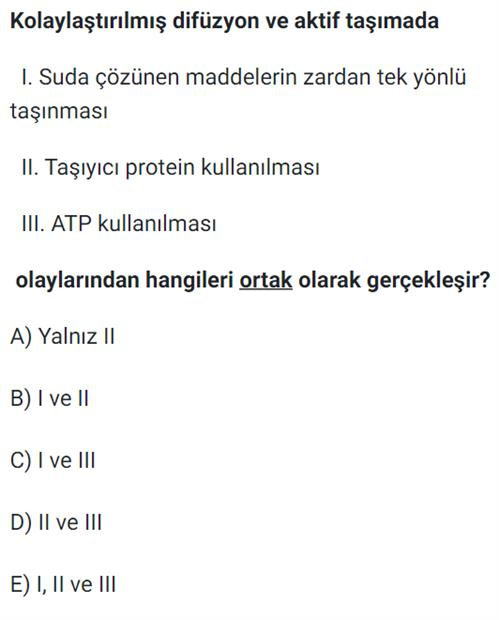 Kolaylaştırılmış difüzyon ve aktif taşımada
I. Suda çözünen maddelerin zardan tek yönlü
taşınması
II. Taşıyıcı protein kullanılması
III. ATP kullanılması
olaylarından hangileri ortak olarak gerçekleşir?
A) Yalnız II
B) I ve II
C) I ve III
D) II ve III
E) I, II ve III